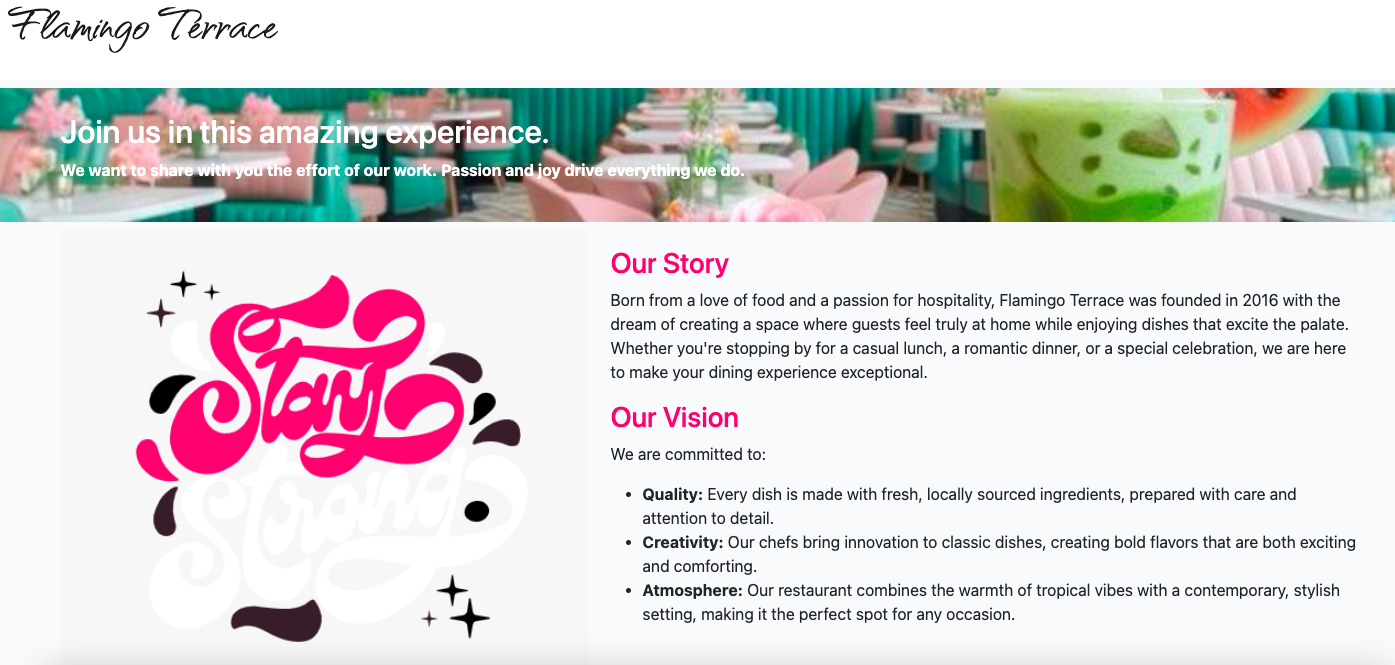 Flamingo Terrace
Join us in this amazing experience.
We want to share with you the effort of our work. Passion and joy drive everything we do.
Stay
Strong
Our Story
Born from a love of food and a passion for hospitality, Flamingo Terrace was founded in 2016 with the
dream of creating a space where guests feel truly at home while enjoying dishes that excite the palate.
Whether you're stopping by for a casual lunch, a romantic dinner, or a special celebration, we are here
to make your dining experience exceptional.
Our Vision
We are committed to:
• Quality: Every dish is made with fresh, locally sourced ingredients, prepared with care and
attention to detail.
• Creativity: Our chefs bring innovation to classic dishes, creating bold flavors that are both exciting
and comforting.
• Atmosphere: Our restaurant combines the warmth of tropical vibes with a contemporary, stylish
setting, making it the perfect spot for any occasion.